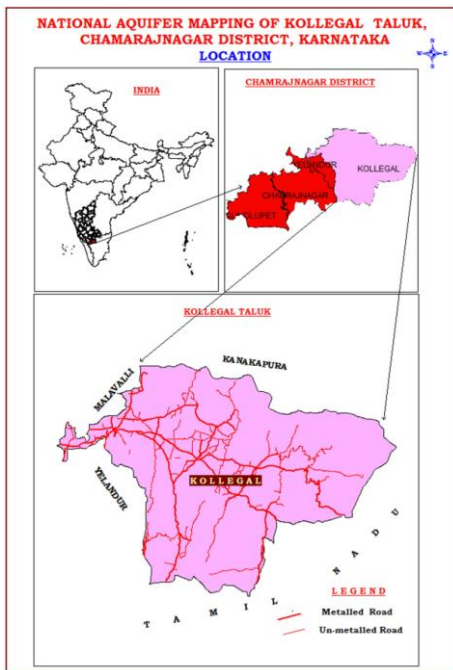 NATIONAL AQUIFER MAPPING OF KOLLEGAL TALUK,
CHAMARAJNAGAR DISTRICT, KARNATAKA
LOCATION
N
W E
S
INDIA
CHAMRAJNAGAR DISTRICT
YELANDUR
KOLLEGAL
CHAMRAJNAGAR
KOLLEGAL TALUK
KANAKAPURA
MALAVALLI
YELANDUR
KOLLEGAL
TAMIL NADU
LEGEND
Metalled Road
Un-metalled Road